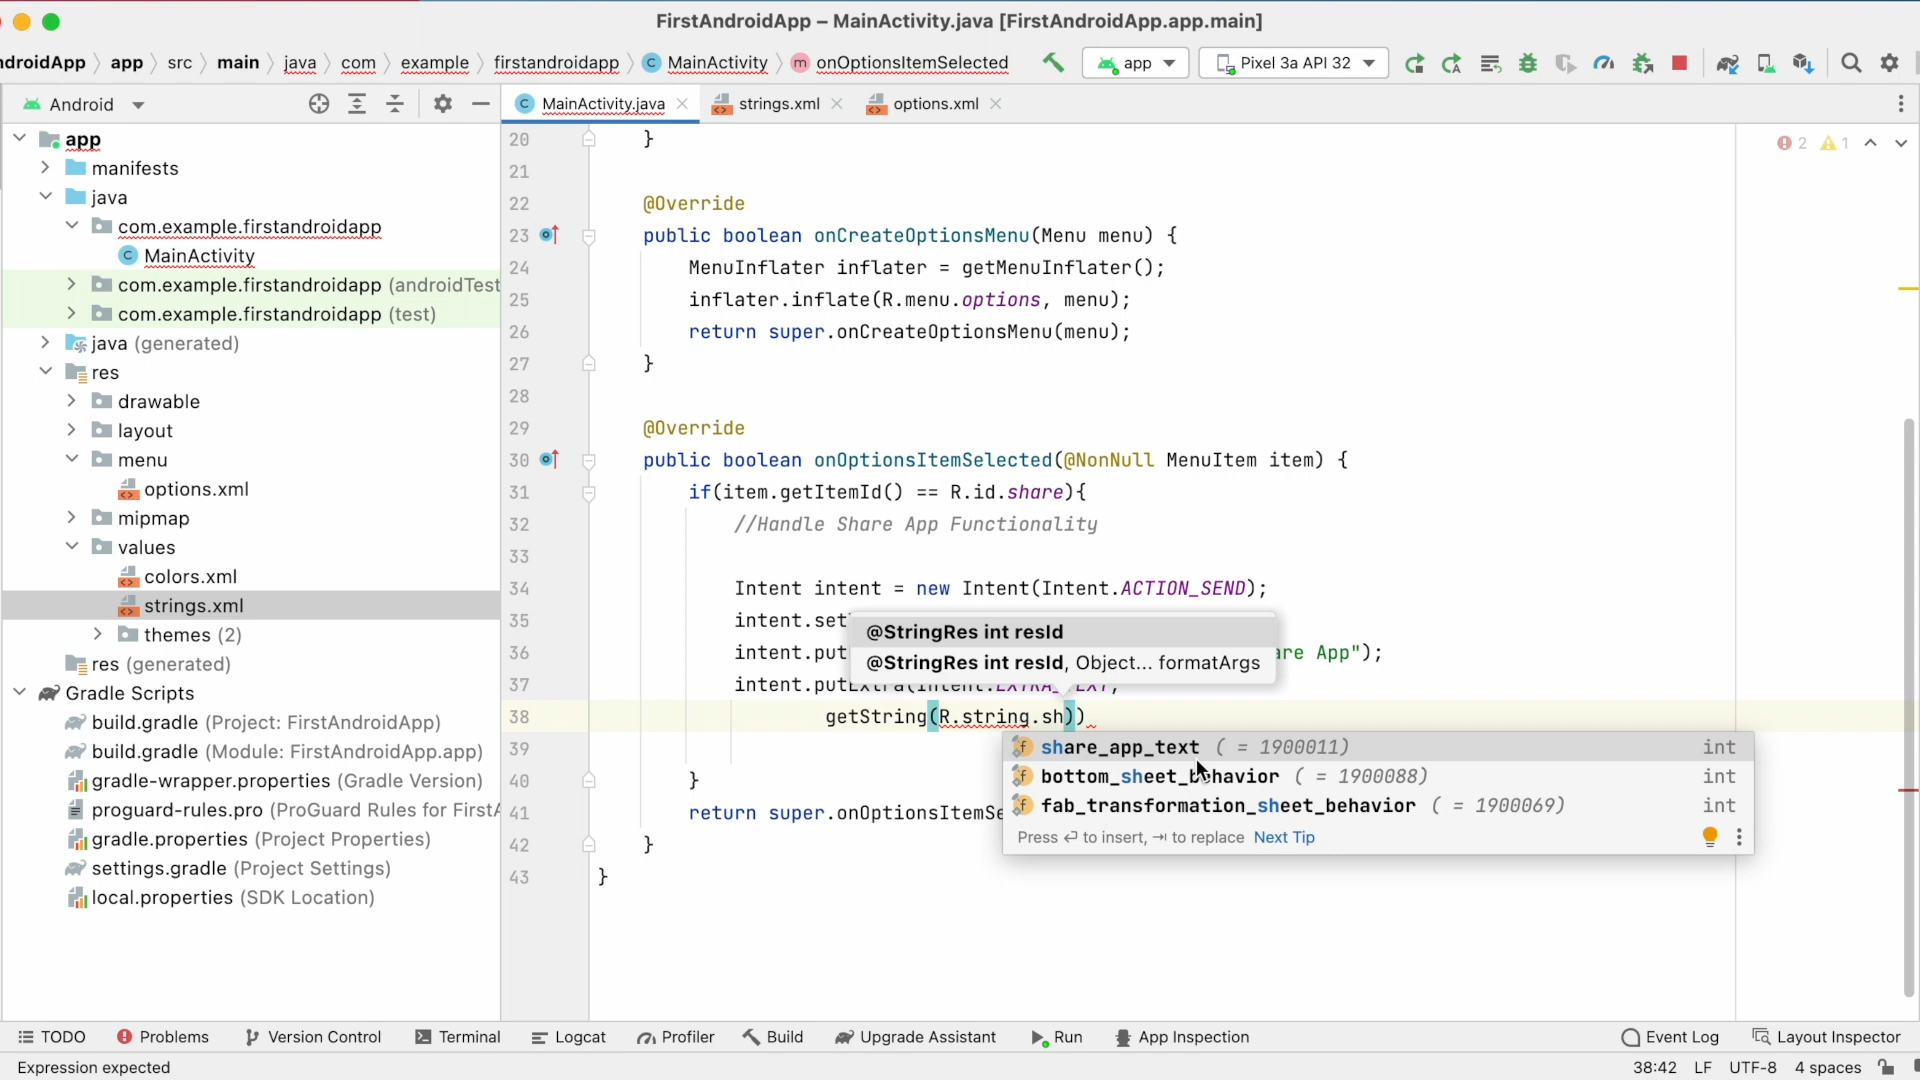 FirstAndroidApp – MainActivity.java [FirstAndroidApp.app.main]
ndroidApp app src main java com example firstandroidapp MainActivity onOptionsItemSelected app Pixel 3a API 32
Android
MainActivity.java strings.xml options.xml
app
manifests
java
com.example.firstandroidapp
MainActivity
com.example.firstandroidapp (androidTest
com.example.firstandroidapp (test)
java (generated)
res
drawable
layout
menu
options.xml
mipmap
values
colors.xml
strings.xml
themes (2)
res (generated)
Gradle Scripts
build.gradle (Project: FirstAndroidApp)
build.gradle (Module: FirstAndroidApp.app)
gradle-wrapper.properties (Gradle Version)
proguard-rules.pro (ProGuard Rules for FirstA
gradle.properties (Project Properties)
settings.gradle (Project Settings)
local.properties (SDK Location)
2 1
20 }
21
22 @Override
23 public boolean onCreateOptionsMenu(Menu menu) {
24 MenuInflater inflater = getMenuInflater();
25 inflater.inflate(R.menu.options, menu);
26 return super.onCreateOptionsMenu(menu);
27 }
28
29 @Override
30 public boolean onOptionsItemSelected(@NonNull MenuItem item) {
31 if(item.getItemId() == R.id.share){
32 //Handle Share App Functionality
33
34 Intent intent = new Intent(Intent.ACTION_SEND);
35 intent.set
36 intent.put are App");
37 intent.putExtra(Intent.EXTRA_TEXT,
38 getString(R.string.sh))
39
40 }
41 return super.onOptionsItemSe
42 }
43 }
@StringRes int resId
@StringRes int resId, Object... formatArgs
share_app_text ( = 1900011) int
bottom_sheet_behavior ( = 1900088) int
fab_transformation_sheet_behavior ( = 1900069) int
Press ↵ to insert, ⇥ to replace Next Tip
TODO Problems Version Control Terminal Logcat Profiler Build Upgrade Assistant Run App Inspection Event Log Layout Inspector
Expression expected 38:42 LF UTF-8 4 spaces